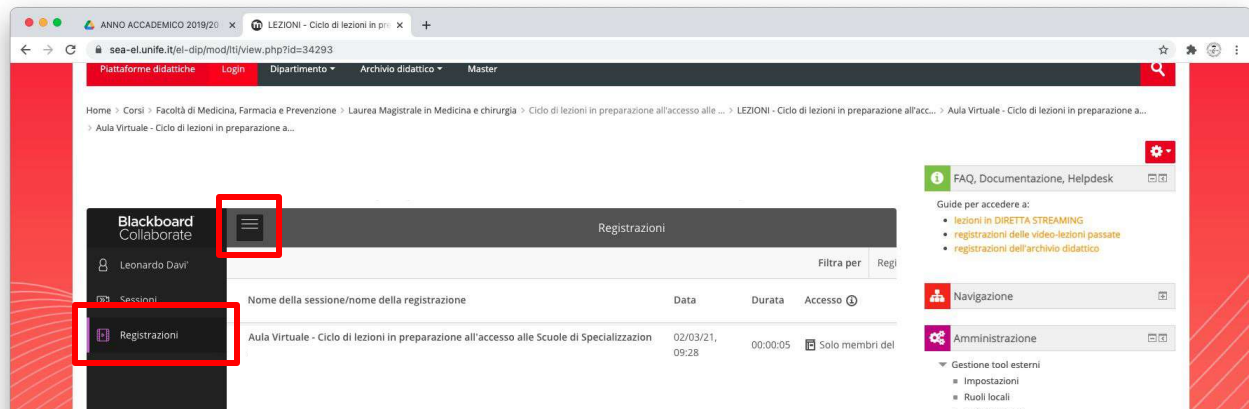 ANNO ACCADEMICO 2019/20
LEZIONI - Ciclo di lezioni in pre
sea-el.unife.it/el-dip/mod/lti/view.php?id=34293
Piattaforme didattiche Login Dipartimento Archivio didattico Master
Home > Corsi > Facoltà di Medicina, Farmacia e Prevenzione > Laurea Magistrale in Medicina e chirurgia > Ciclo di lezioni in preparazione all'accesso alle ... > LEZIONI - Ciclo di lezioni in preparazione all'acc... > Aula Virtuale - Ciclo di lezioni in preparazione a...
> Aula Virtuale - Ciclo di lezioni in preparazione a...
FAQ, Documentazione, Helpdesk
Guide per accedere a:
lezioni in DIRETTA STREAMING
registrazioni delle video-lezioni passate
registrazioni dell'archivio didattico
Blackboard
Collaborate
Registrazioni
Leonardo Davi'
Filtra per Regi
Sessioni
Nome della sessione/nome della registrazione Data Durata Accesso
Navigazione
Registrazioni
Aula Virtuale - Ciclo di lezioni in preparazione all'accesso alle Scuole di Specializzazion 02/03/21, 09:28 00:00:05 Solo membri del
Amministrazione
Gestione tool esterni
Impostazioni
Ruoli locali